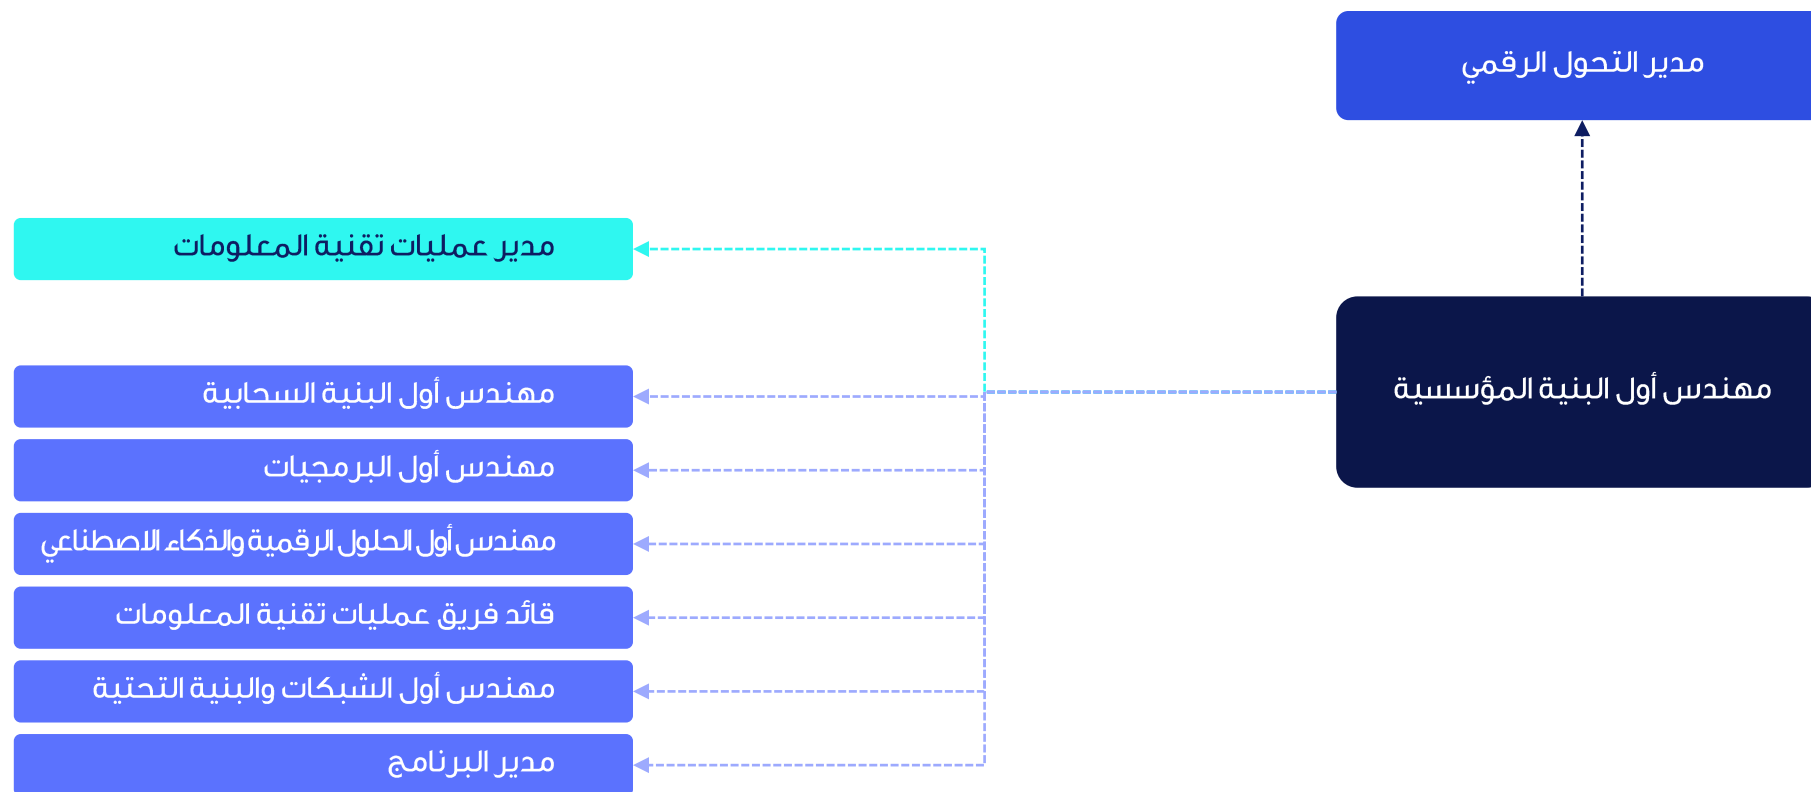 مدير التحول الرقمي
مهندس أول البنية المؤسسية
مدير عمليات تقنية المعلومات
مهندس أول البنية السحابية
مهندس أول البرمجيات
مهندس أول الحلول الرقمية والذكاء الاصطناعي
قائد فريق عمليات تقنية المعلومات
مهندس أول الشبكات والبنية التحتية
مدير البرنامج